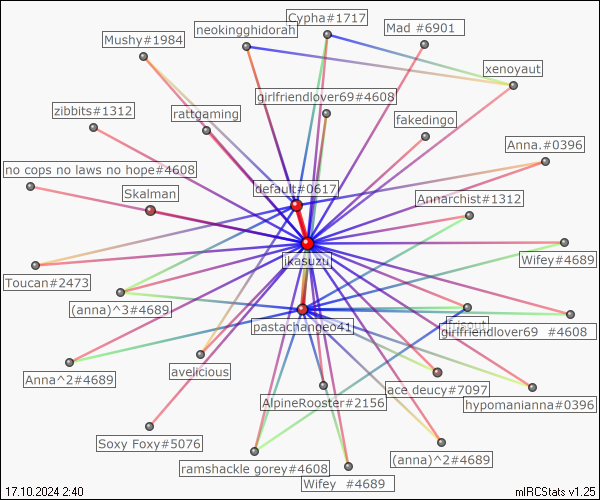 Cypha#1717
neokingghidorah
Mad #6901
Mushy#1984
xenoyaut
girlfriendlover69#4608
zibbits#1312
rattgaming
fakedingo
Anna.#0396
no cops no laws no hope#4608
default#0617
Skalman
Annarchist#1312
ikasuzu
Wifey#4689
Toucan#2473
(anna)^3#4689
pastachangeo41
girlfriendlover69 #4608
avelicious
Anna^2#4689
ace deucy#7097
AlpineRooster#2156
hypomanianna#0396
Soxy Foxy#5076
(anna)^2#4689
ramshackle gorey#4608
Wifey #4689
17.10.2024 2:40
mIRCStats v1.25